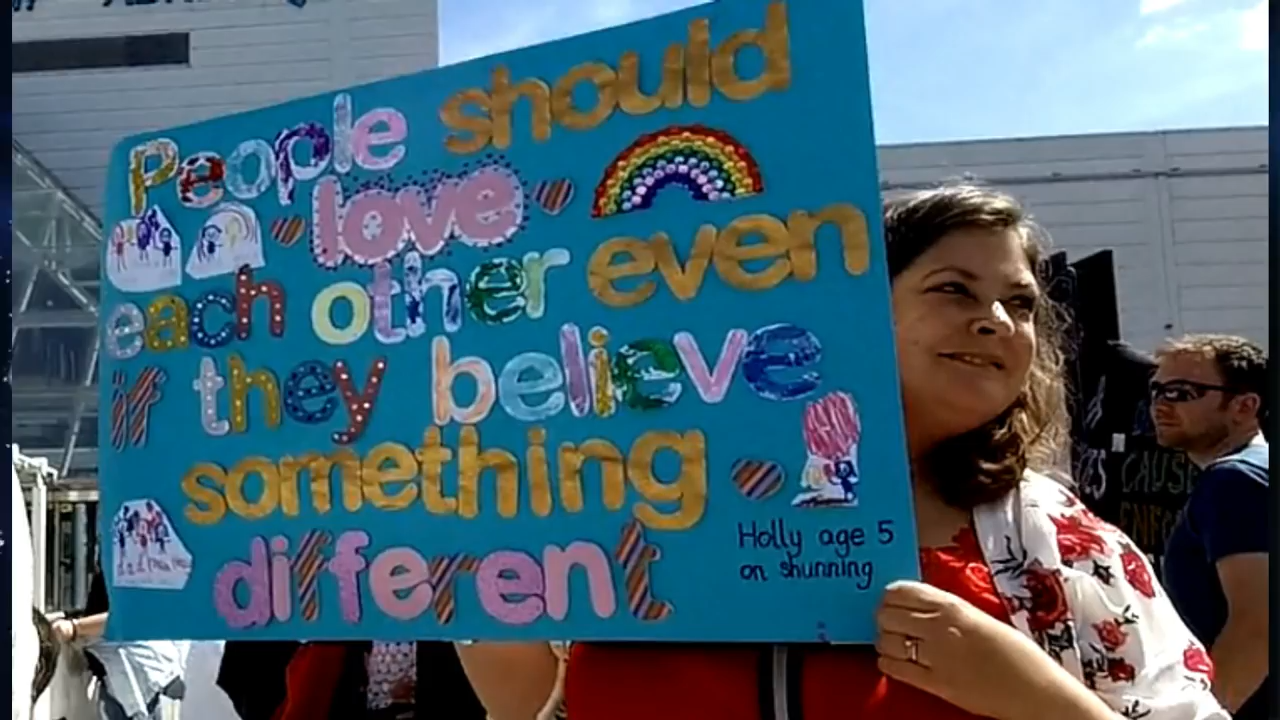 People should
love
each other even
if they believe
something
different
Holly age 5
on shunning